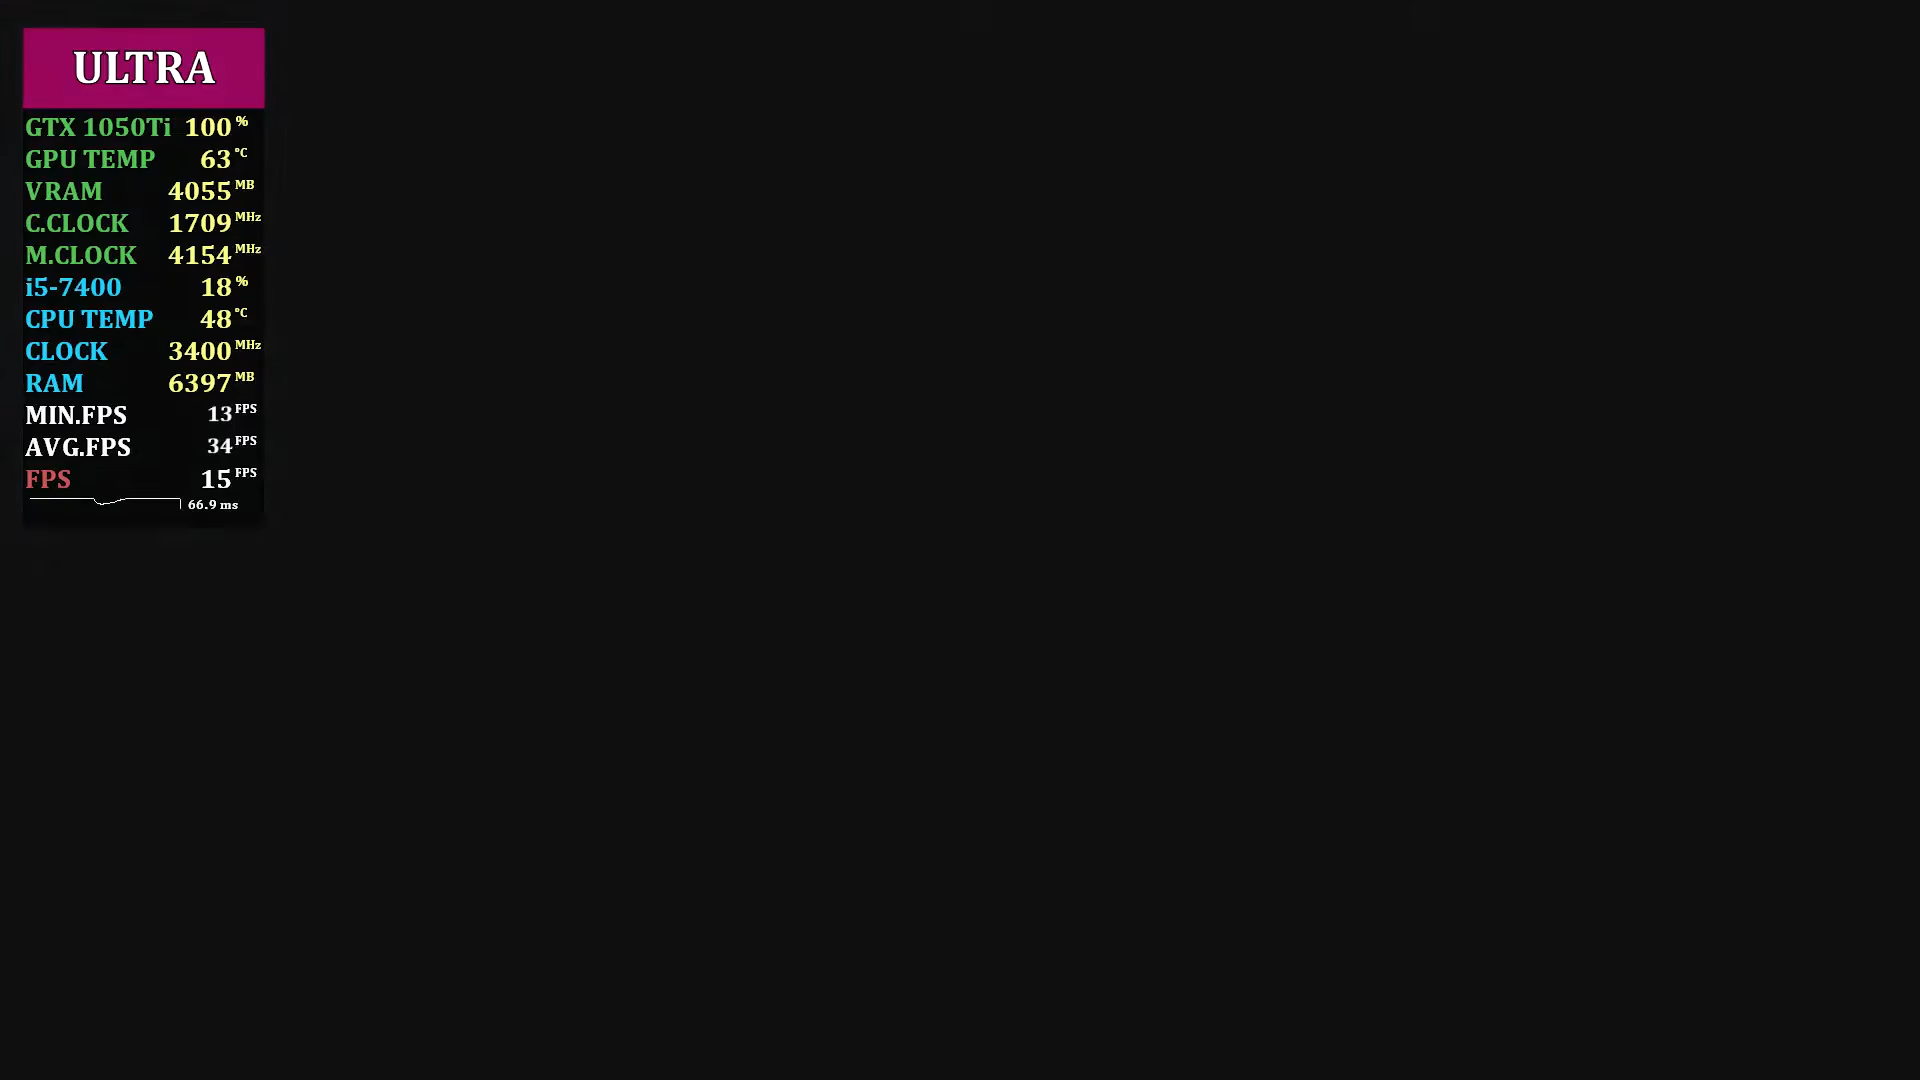 ULTRA
GTX 1050Ti 100 %
GPU TEMP 63 °C
VRAM 4055 MB
C.CLOCK 1709 MHz
M.CLOCK 4154 MHz
i5-7400 18 %
CPU TEMP 48 °C
CLOCK 3400 MHz
RAM 6397 MB
MIN.FPS 13 FPS
AVG.FPS 34 FPS
FPS 15 FPS
66.9 ms